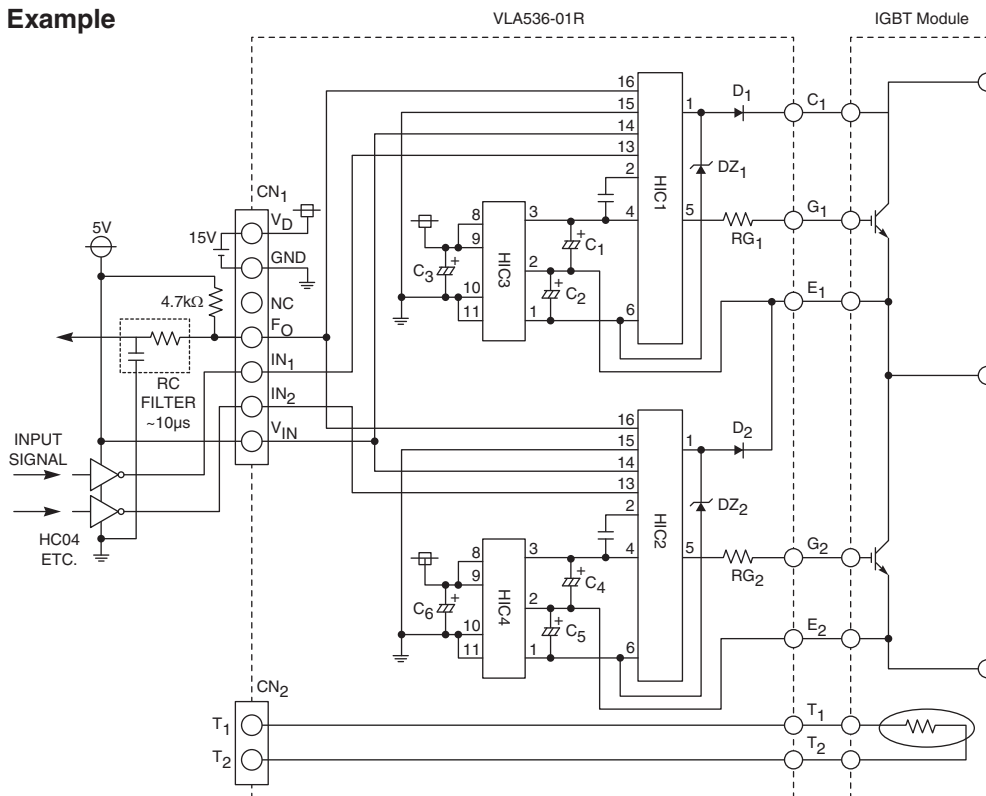 Example
VLA536-01R
IGBT Module
16
15
14
13
2
4
1
5
6
HIC1
D1
C1
DZ1
G1
RG1
E1
CN1
VD
GND
NC
FO
IN1
IN2
VIN
5V
15V
4.7kΩ
RC
FILTER
~10µs
INPUT
SIGNAL
HC04
ETC.
8
9
10
11
3
2
1
HIC3
C3
C1
C2
16
15
14
13
2
4
1
5
6
HIC2
D2
DZ2
G2
RG2
E2
8
9
10
11
3
2
1
HIC4
C6
C4
C5
CN2
T1
T2
T1
T2